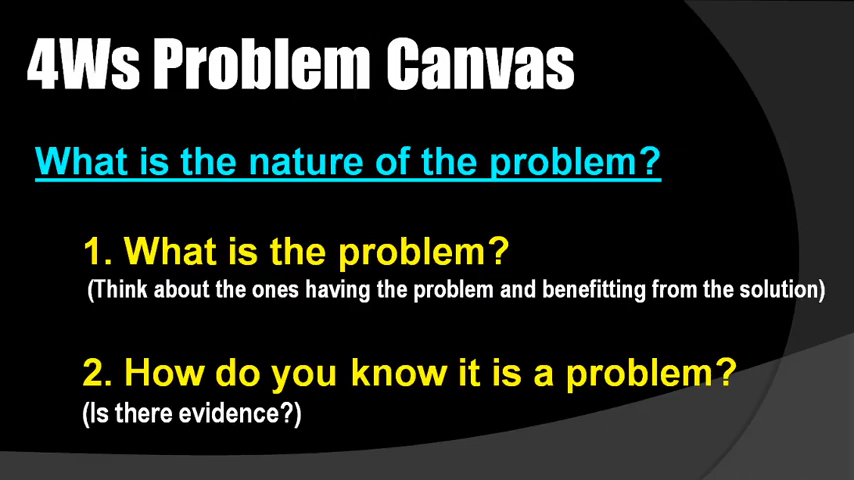 4Ws Problem Canvas
What is the nature of the problem?
1. What is the problem?
(Think about the ones having the problem and benefitting from the solution)
2. How do you know it is a problem?
(Is there evidence?)